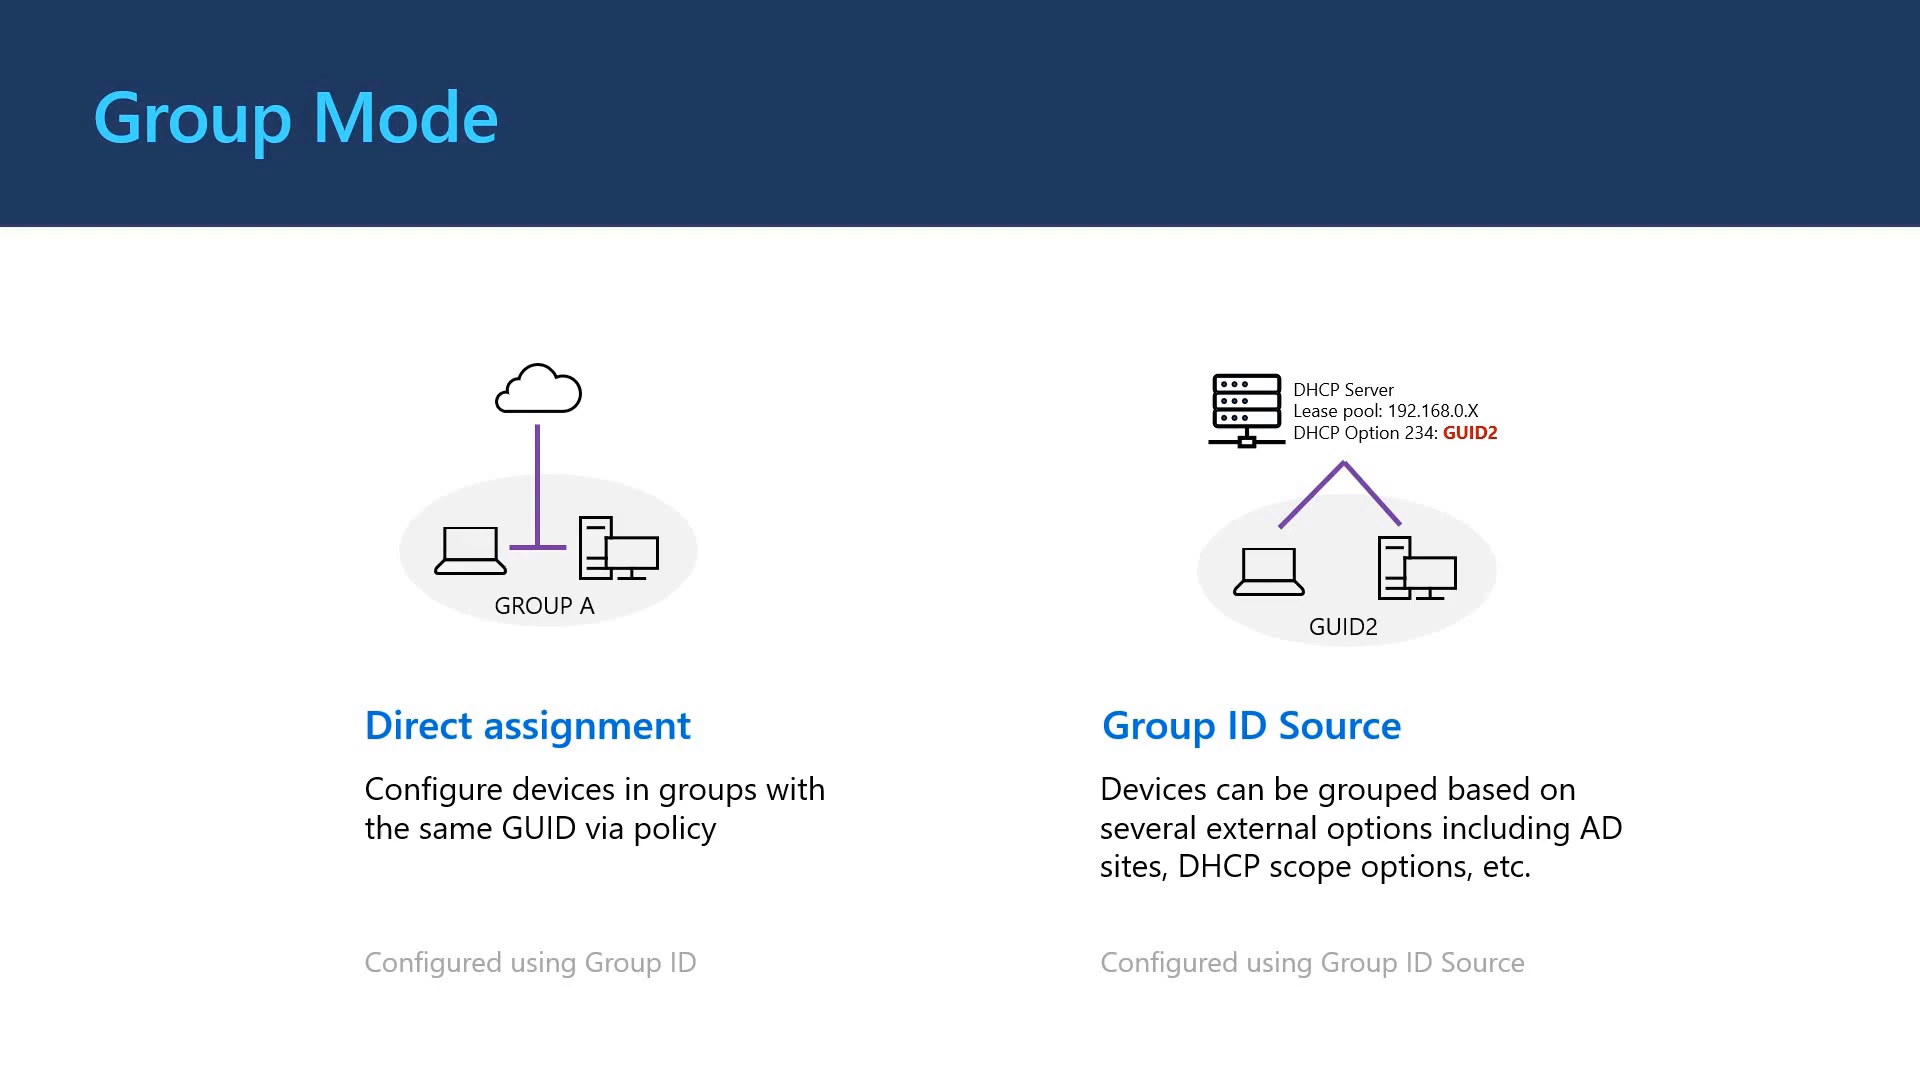 Group Mode
GROUP A
Direct assignment
Configure devices in groups with
the same GUID via policy
Configured using Group ID
DHCP Server
Lease pool: 192.168.0.X
DHCP Option 234: GUID2
GUID2
Group ID Source
Devices can be grouped based on
several external options including AD
sites, DHCP scope options, etc.
Configured using Group ID Source